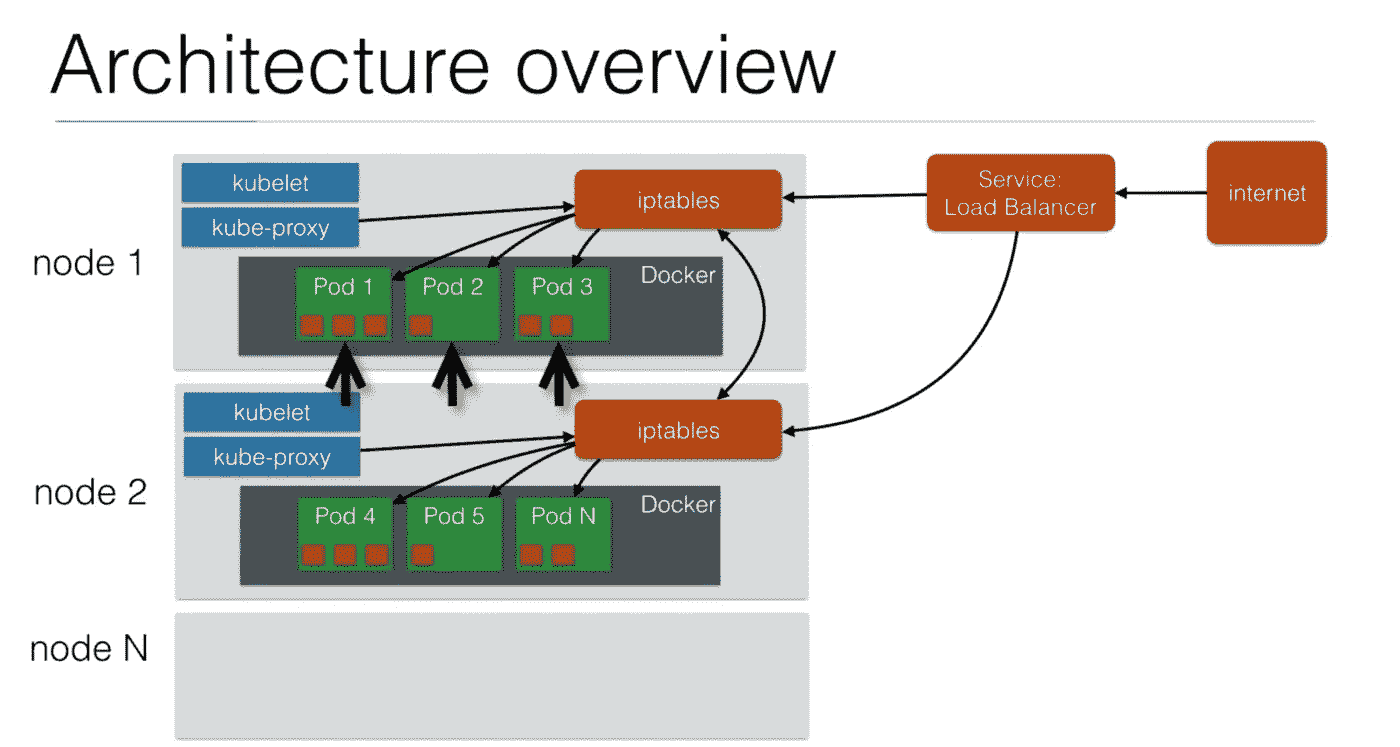 Architecture overview
kubelet
kube-proxy
node 1
iptables
Service:
Load Balancer
internet
Docker
Pod 1
Pod 2
Pod 3
kubelet
kube-proxy
node 2
iptables
Docker
Pod 4
Pod 5
Pod N
node N